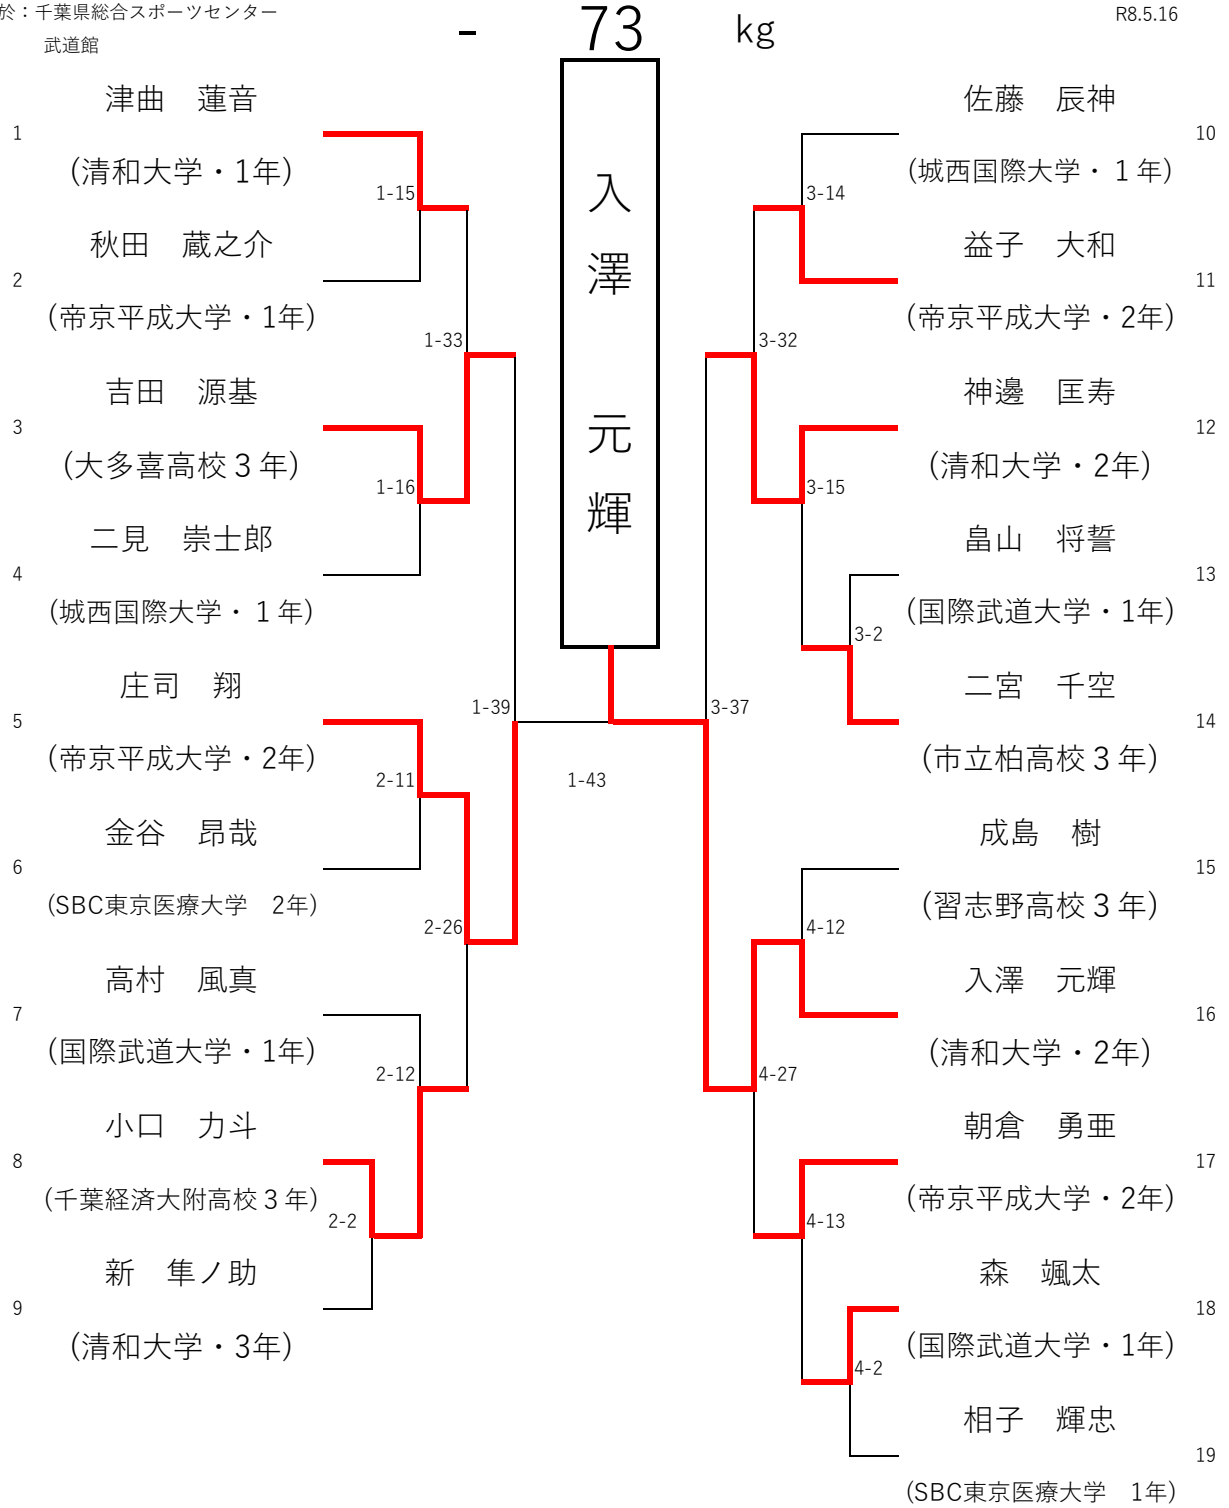 於：千葉県総合スポーツセンター
武道館
- 73 kg
R8.5.16
入澤 元輝
津曲 蓮音
1
(清和大学・1年)
1-15
秋田 蔵之介
2
(帝京平成大学・1年)
1-33
吉田 源基
3
(大多喜高校３年)
1-16
二見 崇士郎
4
(城西国際大学・１年)
庄司 翔
1-39
5
(帝京平成大学・2年)
2-11
1-43
金谷 昂哉
6
(SBC東京医療大学 2年)
2-26
高村 風真
7
(国際武道大学・1年)
2-12
小口 力斗
8
(千葉経済大附高校３年)
2-2
新 隼ノ助
9
(清和大学・3年)
佐藤 辰神
10
(城西国際大学・１年)
3-14
益子 大和
11
(帝京平成大学・2年)
3-32
神邊 匡寿
12
(清和大学・2年)
3-15
畠山 将誓
13
(国際武道大学・1年)
3-2
二宮 千空
3-37
14
(市立柏高校３年)
成島 樹
15
(習志野高校３年)
4-12
入澤 元輝
16
(清和大学・2年)
4-27
朝倉 勇亜
17
(帝京平成大学・2年)
4-13
森 颯太
18
(国際武道大学・1年)
4-2
相子 輝忠
19
(SBC東京医療大学 1年)